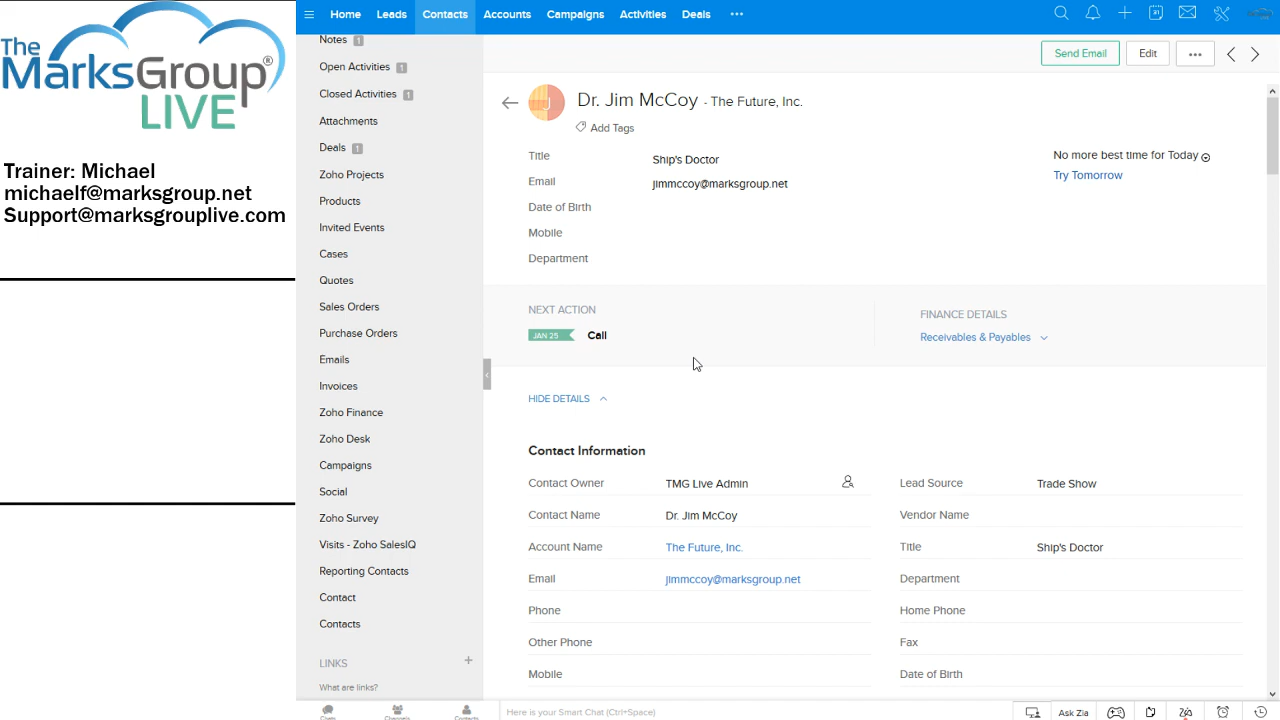 The
MarksGroup®
LIVE
Trainer: Michael
michaelf@marksgroup.net
Support@marksgrouplive.com
Home Leads Contacts Accounts Campaigns Activities Deals •••
Send Email Edit •••
Notes 1
Open Activities 1
Closed Activities 1
Attachments
Deals 1
Zoho Projects
Products
Invited Events
Cases
Quotes
Sales Orders
Purchase Orders
Emails
Invoices
Zoho Finance
Zoho Desk
Campaigns
Social
Zoho Survey
Visits - Zoho SalesIQ
Reporting Contacts
Contact
Contacts
LINKS +
What are links?
J
Dr. Jim McCoy - The Future, Inc.
Add Tags
Title Ship's Doctor
Email jimmccoy@marksgroup.net
Date of Birth
Mobile
Department
No more best time for Today
Try Tomorrow
NEXT ACTION
JAN 25 Call
FINANCE DETAILS
Receivables & Payables
HIDE DETAILS
Contact Information
Contact Owner TMG Live Admin Lead Source Trade Show
Contact Name Dr. Jim McCoy Vendor Name
Account Name The Future, Inc. Title Ship's Doctor
Email jimmccoy@marksgroup.net Department
Phone Home Phone
Other Phone Fax
Mobile Date of Birth
Chats Channels Contacts Here is your Smart Chat (Ctrl+Space) Ask Zia